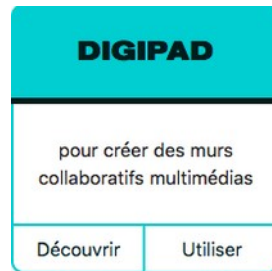 DIGIPAD
pour créer des murs
collaboratifs multimédias
Découvrir
Utiliser